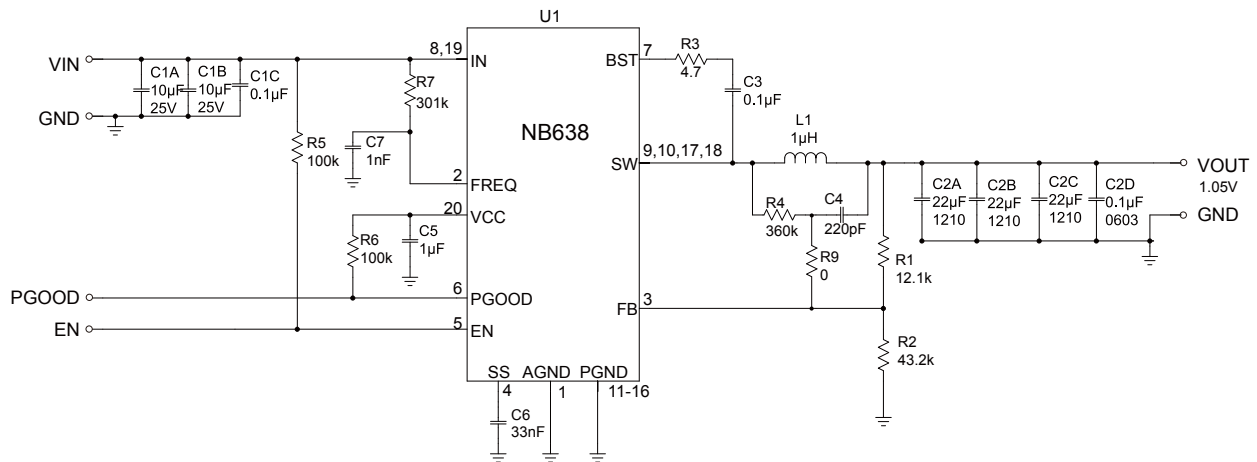 U1
NB638
VIN
GND
C1A
10µF
25V
C1B
10µF
25V
C1C
0.1µF
R5
100k
R7
301k
C7
1nF
8,19
IN
2
FREQ
20
VCC
R6
100k
C5
1µF
PGOOD
6
PGOOD
EN
5
EN
SS
4
AGND
1
PGND
11-16
C6
33nF
BST
7
R3
4.7
C3
0.1µF
SW
9,10,17,18
L1
1µH
R4
360k
C4
220pF
R9
0
R1
12.1k
FB
3
R2
43.2k
C2A
22µF
1210
C2B
22µF
1210
C2C
22µF
1210
C2D
0.1µF
0603
VOUT
1.05V
GND